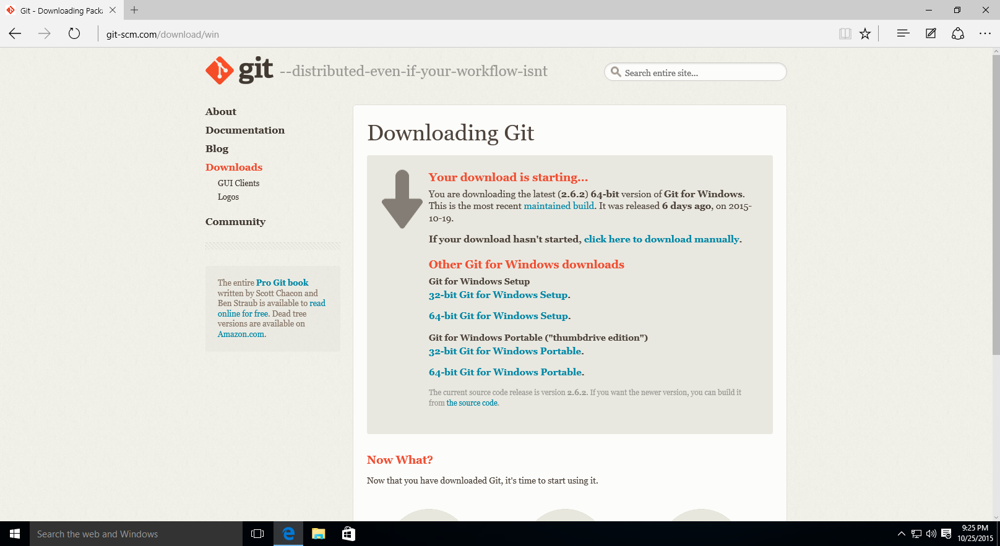 Git - Downloading Pack
git-scm.com/download/win
git --distributed-even-if-your-workflow-isnt
Search entire site...
About
Documentation
Blog
Downloads
GUI Clients
Logos
Community
The entire Pro Git book
written by Scott Chacon and
Ben Straub is available to read
online for free. Dead tree
versions are available on
Amazon.com.
Downloading Git
Your download is starting...
You are downloading the latest (2.6.2) 64-bit version of Git for Windows.
This is the most recent maintained build. It was released 6 days ago, on 2015-
10-19.
If your download hasn't started, click here to download manually.
Other Git for Windows downloads
Git for Windows Setup
32-bit Git for Windows Setup.
64-bit Git for Windows Setup.
Git for Windows Portable ("thumbdrive edition")
32-bit Git for Windows Portable.
64-bit Git for Windows Portable.
The current source code release is version 2.6.2. If you want the newer version, you can build it
from the source code.
Now What?
Now that you have downloaded Git, it's time to start using it.
Search the web and Windows
9:25 PM
10/25/2015